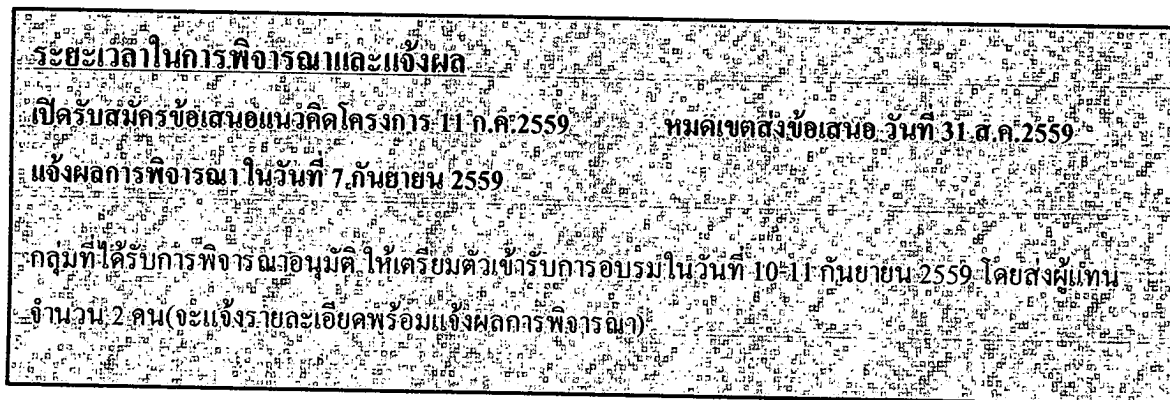 ระยะเวลาในการพิจารณาและแจ้งผล
เปิดรับสมัครข้อเสนอแนวคิดโครงการ 11 ก.ค.2559 หมดเขตส่งข้อเสนอ วันที่ 31 ส.ค.2559
แจ้งผลการพิจารณา ในวันที่ 7 กันยายน 2559
กลุ่มที่ได้รับการพิจารณาอนุมัติ ให้เตรียมตัวเข้ารับการอบรมในวันที่ 10-11 กันยายน 2559 โดยส่งผู้แทน
จำนวน 2 คน(จะแจ้งรายละเอียดพร้อมแจ้งผลการพิจารณา)